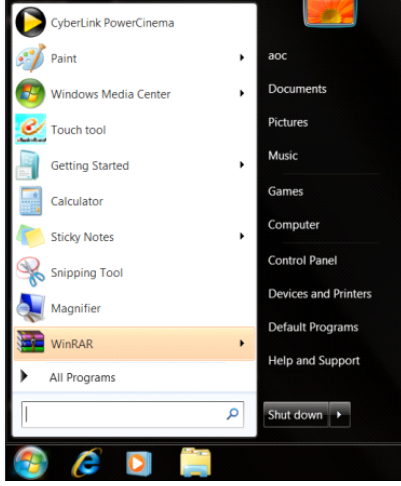 CyberLink PowerCinema
Paint
Windows Media Center
Touch tool
Getting Started
Calculator
Sticky Notes
Snipping Tool
Magnifier
WinRAR
All Programs
aoc
Documents
Pictures
Music
Games
Computer
Control Panel
Devices and Printers
Default Programs
Help and Support
Shut down